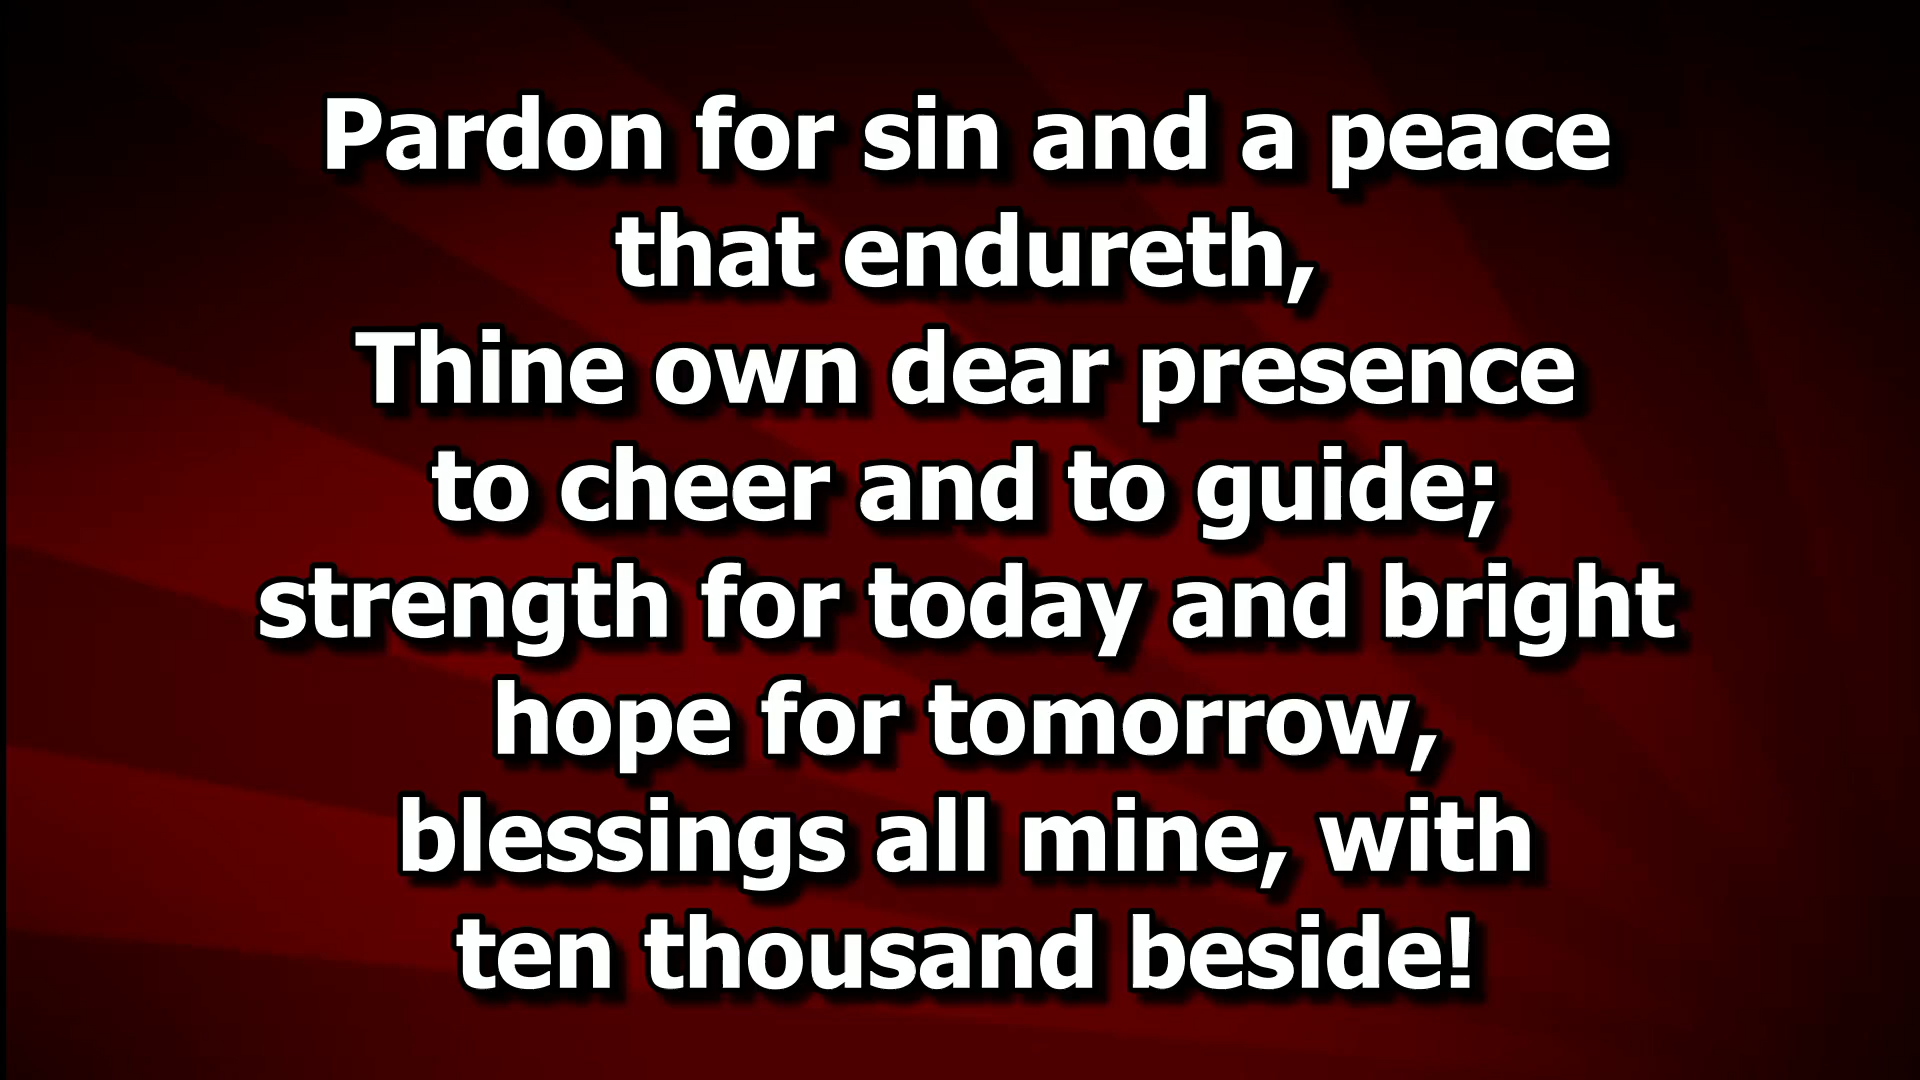 Pardon for sin and a peace
that endureth,
Thine own dear presence
to cheer and to guide;
strength for today and bright
hope for tomorrow,
blessings all mine, with
ten thousand beside!